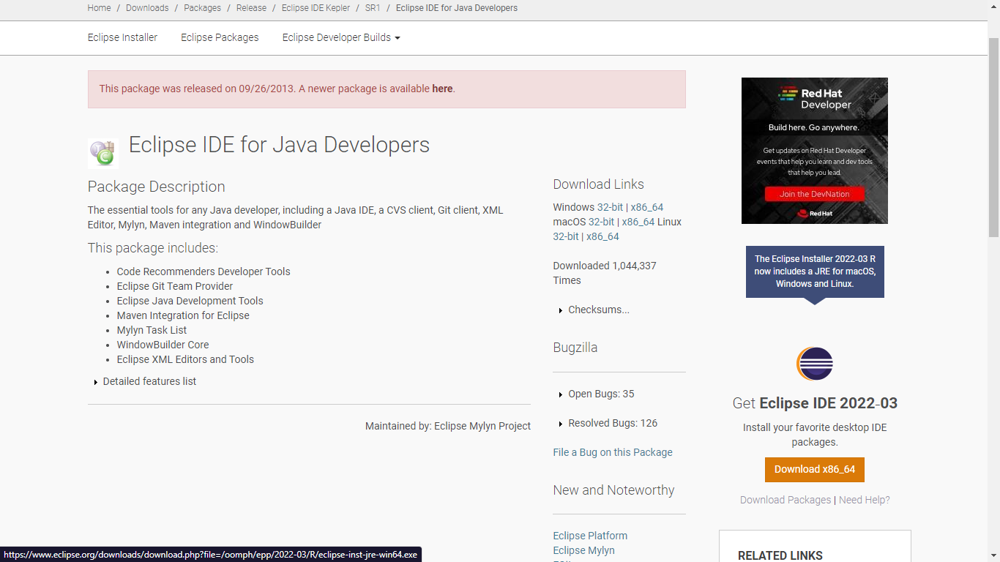 Home / Downloads / Packages / Release / Eclipse IDE Kepler / SR1 / Eclipse IDE for Java Developers
Eclipse Installer Eclipse Packages Eclipse Developer Builds
This package was released on 09/26/2013. A newer package is available here.
Eclipse IDE for Java Developers
Package Description
The essential tools for any Java developer, including a Java IDE, a CVS client, Git client, XML
Editor, Mylyn, Maven integration and WindowBuilder
This package includes:
Code Recommenders Developer Tools
Eclipse Git Team Provider
Eclipse Java Development Tools
Maven Integration for Eclipse
Mylyn Task List
WindowBuilder Core
Eclipse XML Editors and Tools
Detailed features list
Maintained by: Eclipse Mylyn Project
Download Links
Windows 32-bit | x86_64
macOS 32-bit | x86_64 Linux
32-bit | x86_64
Downloaded 1,044,337
Times
Checksums...
Bugzilla
Open Bugs: 35
Resolved Bugs: 126
File a Bug on this Package
New and Noteworthy
Eclipse Platform
Eclipse Mylyn
Red Hat
Developer
Build here. Go anywhere.
Get updates on Red Hat Developer
events that help you learn and dev tools
that help you lead.
Join the DevNation
Red Hat
The Eclipse Installer 2022-03 R
now includes a JRE for macOS,
Windows and Linux.
Get Eclipse IDE 2022-03
Install your favorite desktop IDE
packages.
Download x86_64
Download Packages | Need Help?
RELATED LINKS
https://www.eclipse.org/downloads/download.php?file=/oomph/epp/2022-03/R/eclipse-inst-jre-win64.exe